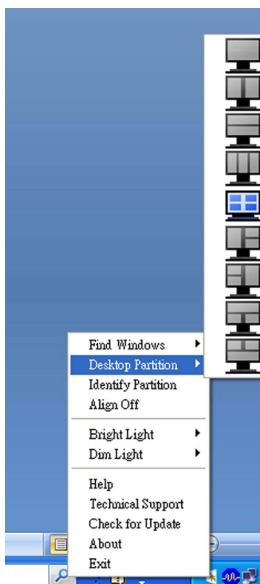 Find Windows
Desktop Partition
Identify Partition
Align Off
Bright Light
Dim Light
Help
Technical Support
Check for Update
About
Exit